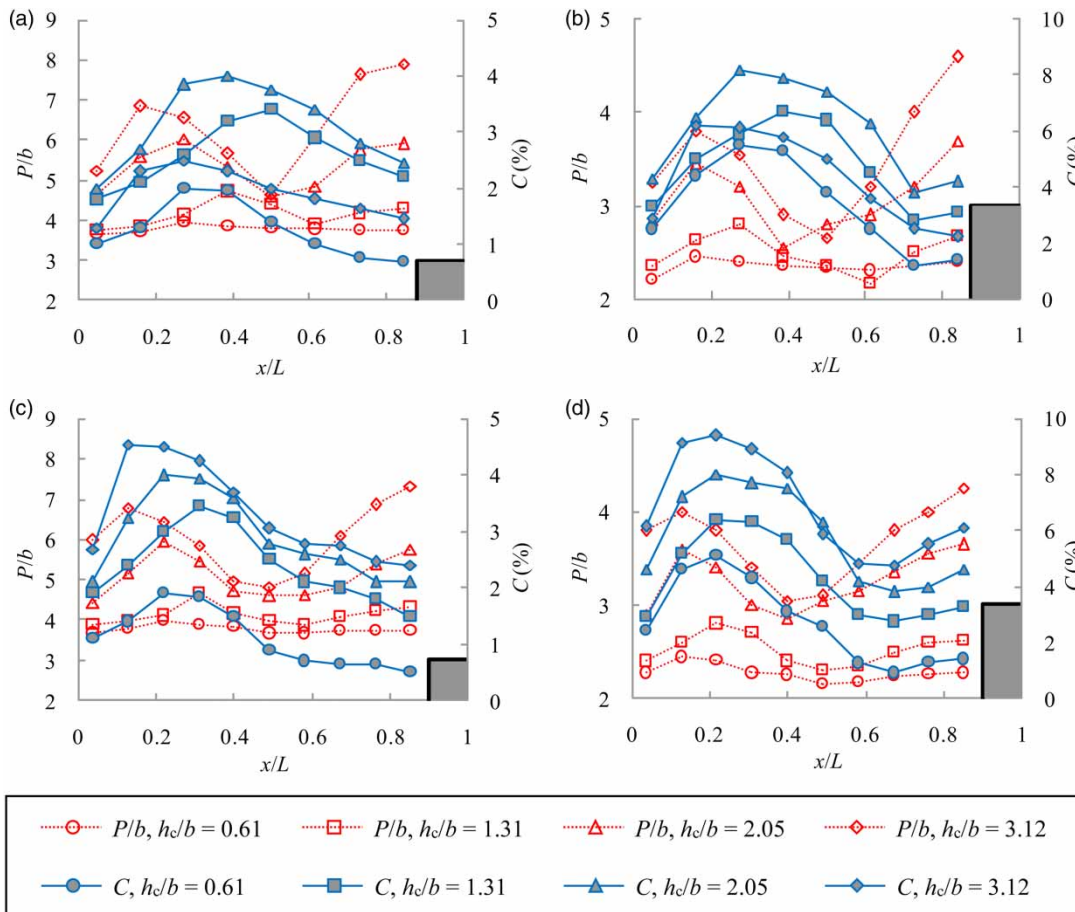 (a)
9
8
7
6
5
4
3
2
P/b
5
4
3
2
1
0
C (%)
0 0.2 0.4 0.6 0.8 1
x/L
(b)
5
4
3
2
P/b
10
8
6
4
2
0
C (%)
0 0.2 0.4 0.6 0.8 1
x/L
(c)
9
8
7
6
5
4
3
2
P/b
5
4
3
2
1
0
C (%)
0 0.2 0.4 0.6 0.8 1
x/L
(d)
5
4
3
2
P/b
10
8
6
4
2
0
C (%)
0 0.2 0.4 0.6 0.8 1
x/L
P/b, hc/b = 0.61 P/b, hc/b = 1.31 P/b, hc/b = 2.05 P/b, hc/b = 3.12
C, hc/b = 0.61 C, hc/b = 1.31 C, hc/b = 2.05 C, hc/b = 3.12